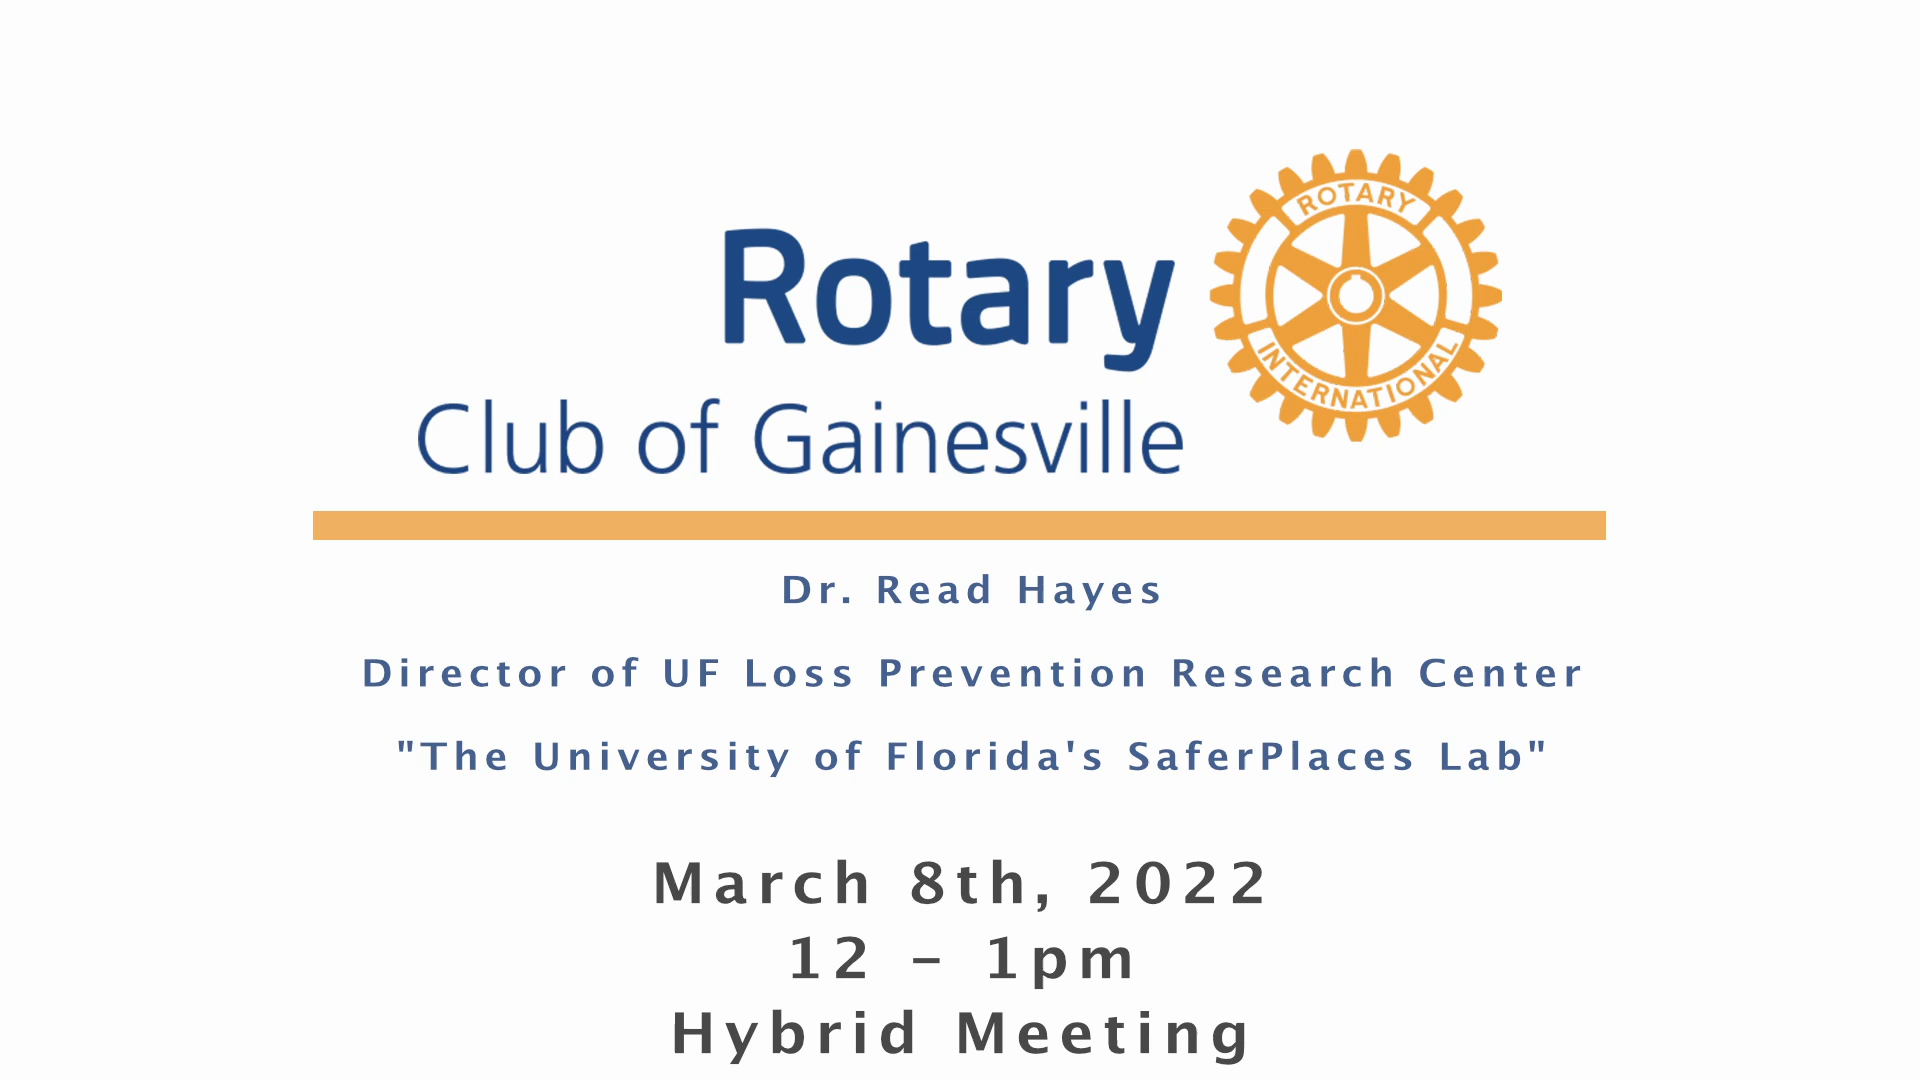 Rotary
ROTARY
INTERNATIONAL
Club of Gainesville
Dr. Read Hayes
Director of UF Loss Prevention Research Center
"The University of Florida's SaferPlaces Lab"
March 8th, 2022
12 – 1pm
Hybrid Meeting